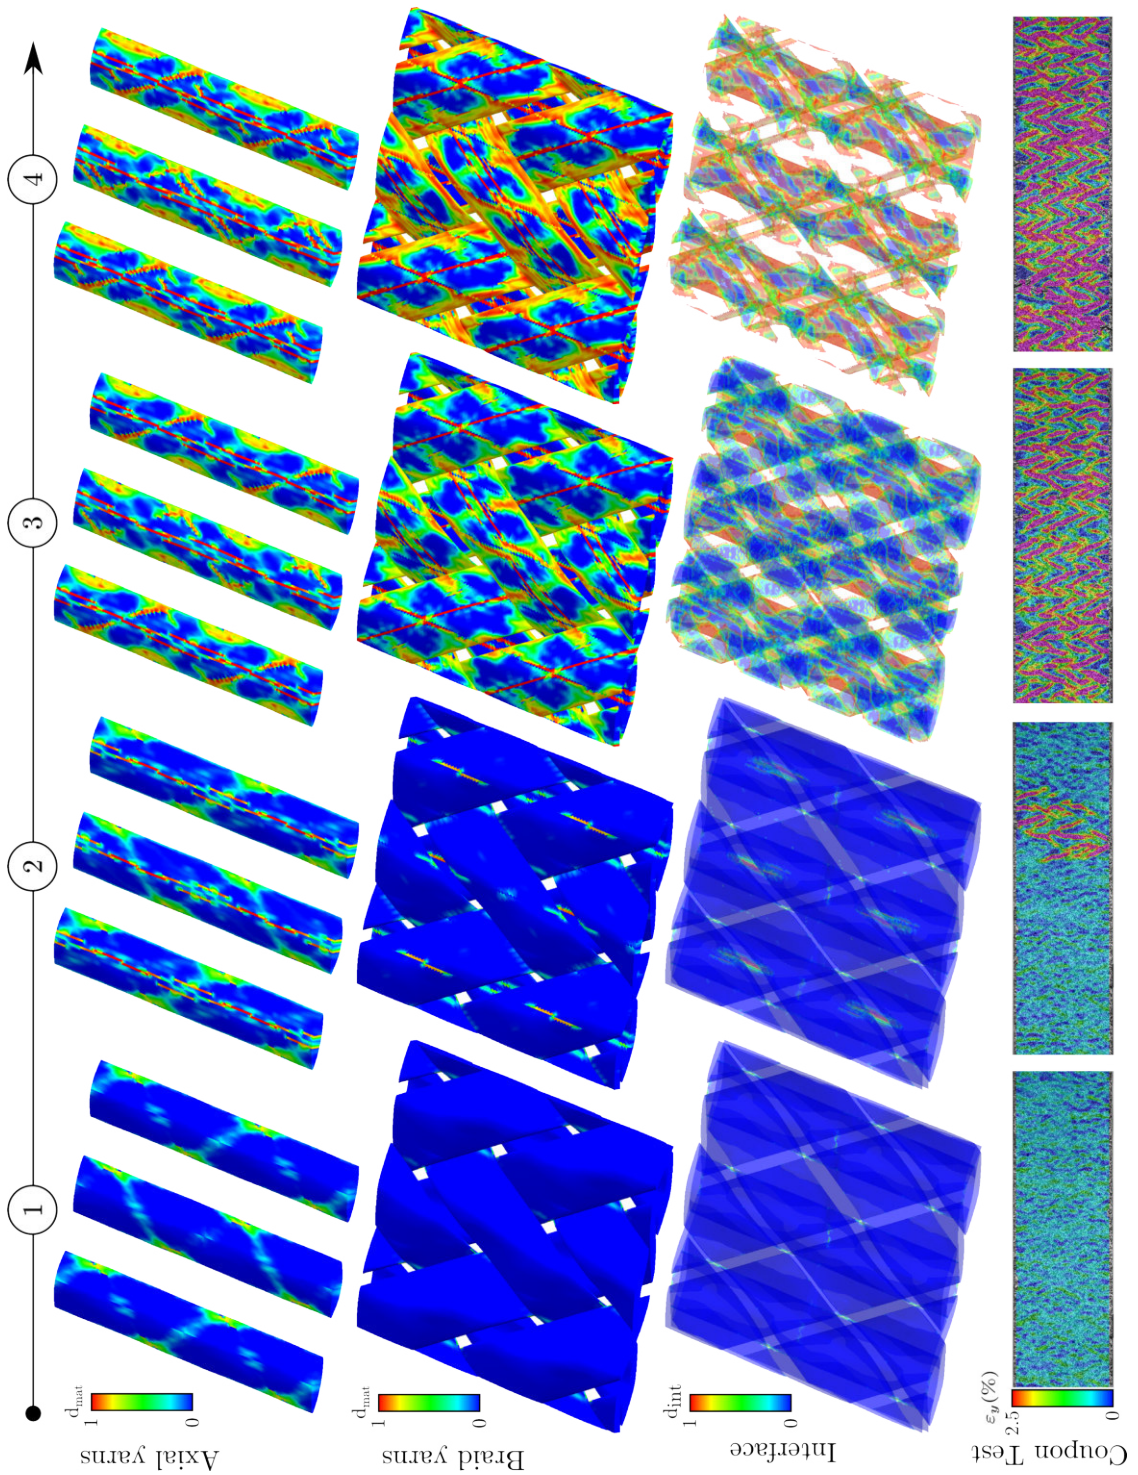 1 2 3 4
Axial yarns
d_mat
1
0
Braid yarns
d_mat
1
0
Interface
d_int
1
0
Coupon Test
ε_y(%)
2.5
0